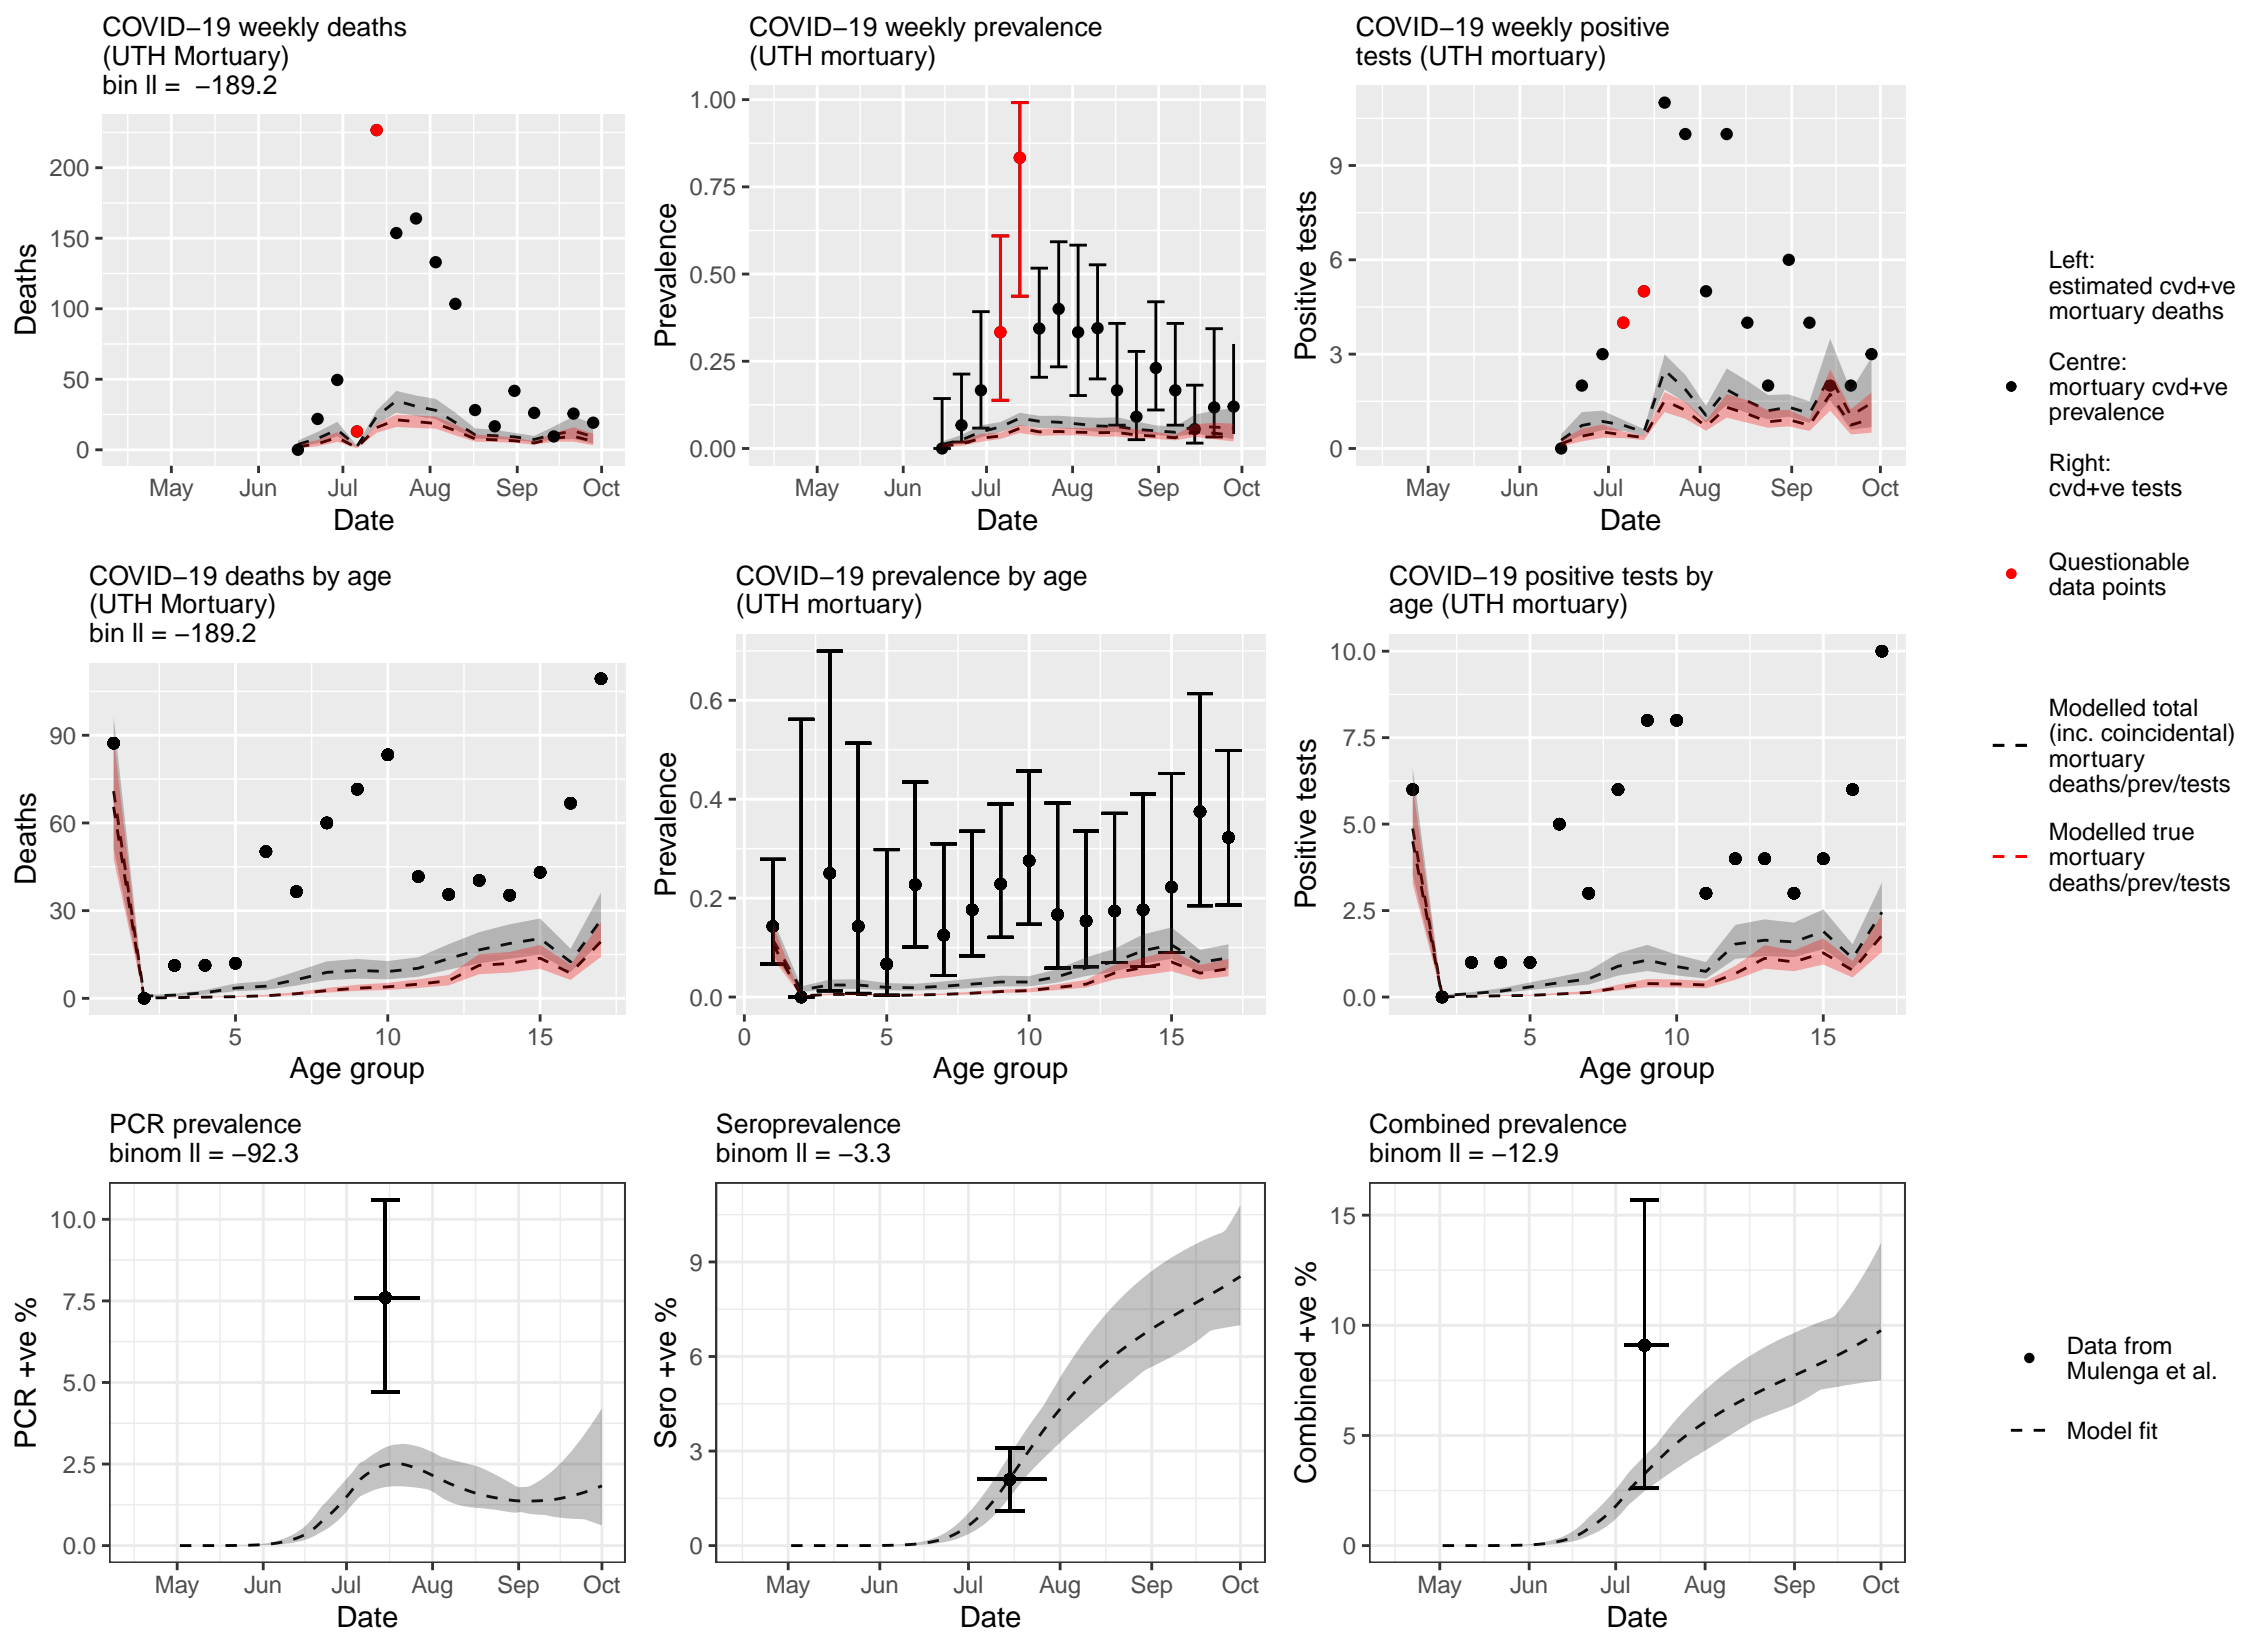 COVID−19 weekly deaths
(UTH Mortuary)
bin ll =  −189.2
Deaths
200
150
100
50
0
May Jun Jul Aug Sep Oct
Date
COVID−19 weekly prevalence
(UTH mortuary)
Prevalence
1.00
0.75
0.50
0.25
0.00
May Jun Jul Aug Sep Oct
Date
COVID−19 weekly positive
tests (UTH mortuary)
Positive tests
9
6
3
0
May Jun Jul Aug Sep Oct
Date
Left:
estimated cvd+ve
mortuary deaths
Centre:
mortuary cvd+ve
prevalence
Right:
cvd+ve tests
Questionable
data points
Modelled total
(inc. coincidental)
mortuary
deaths/prev/tests
Modelled true
mortuary
deaths/prev/tests
COVID−19 deaths by age
(UTH Mortuary)
bin ll = −189.2
Deaths
90
60
30
0
5 10 15
Age group
COVID−19 prevalence by age
(UTH mortuary)
Prevalence
0.6
0.4
0.2
0.0
0 5 10 15
Age group
COVID−19 positive tests by
age (UTH mortuary)
Positive tests
10.0
7.5
5.0
2.5
0.0
5 10 15
Age group
PCR prevalence
binom ll = −92.3
PCR +ve %
10.0
7.5
5.0
2.5
0.0
May Jun Jul Aug Sep Oct
Date
Seroprevalence
binom ll = −3.3
Sero +ve %
9
6
3
0
May Jun Jul Aug Sep Oct
Date
Combined prevalence
binom ll = −12.9
Combined +ve %
15
10
5
0
May Jun Jul Aug Sep Oct
Date
Data from
Mulenga et al.
Model fit